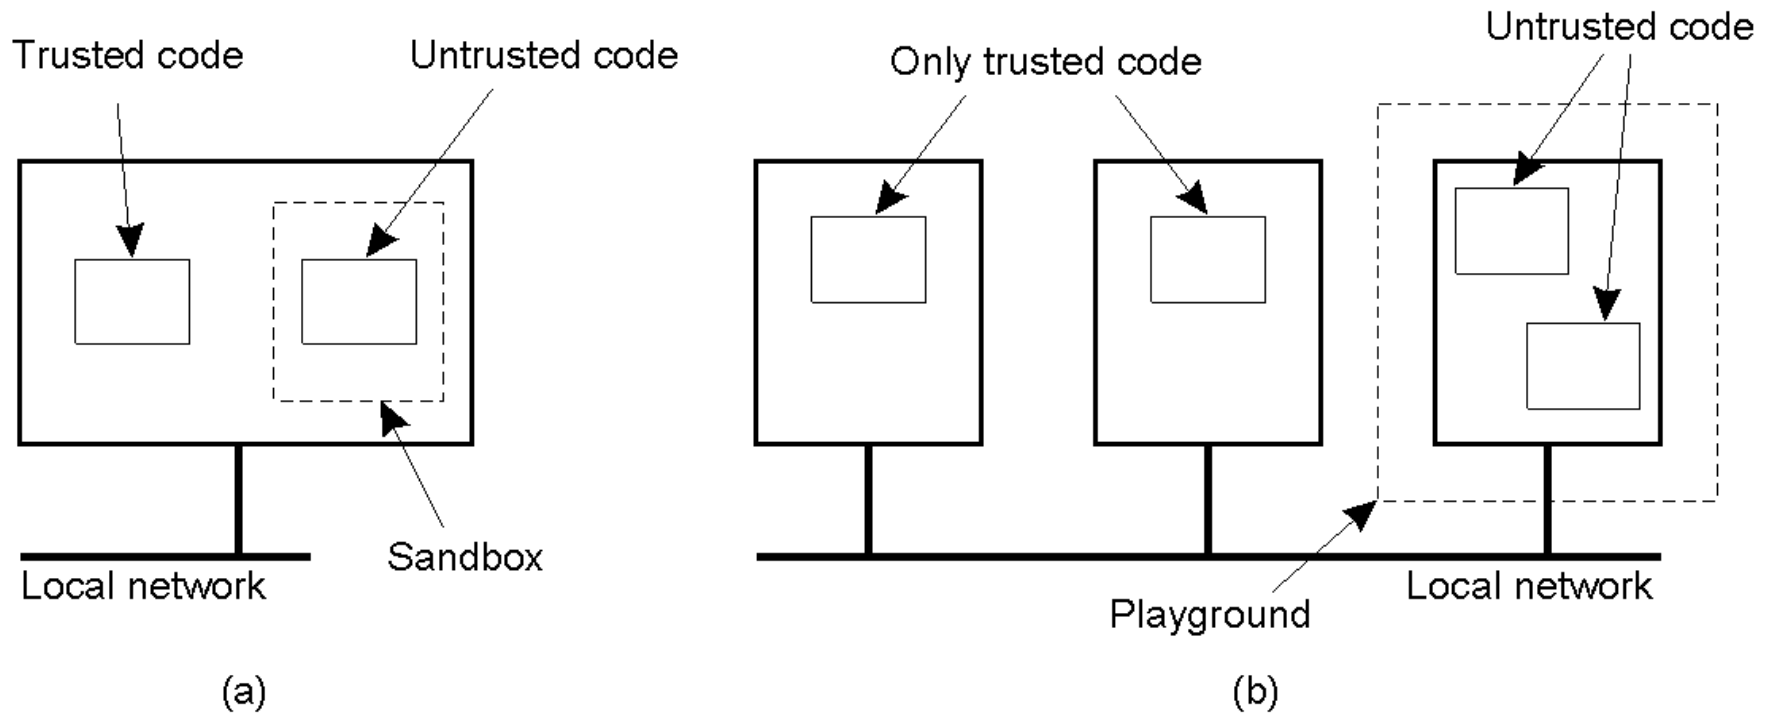 Trusted code
Untrusted code
Sandbox
Local network
(a)
Only trusted code
Untrusted code
Playground
Local network
(b)